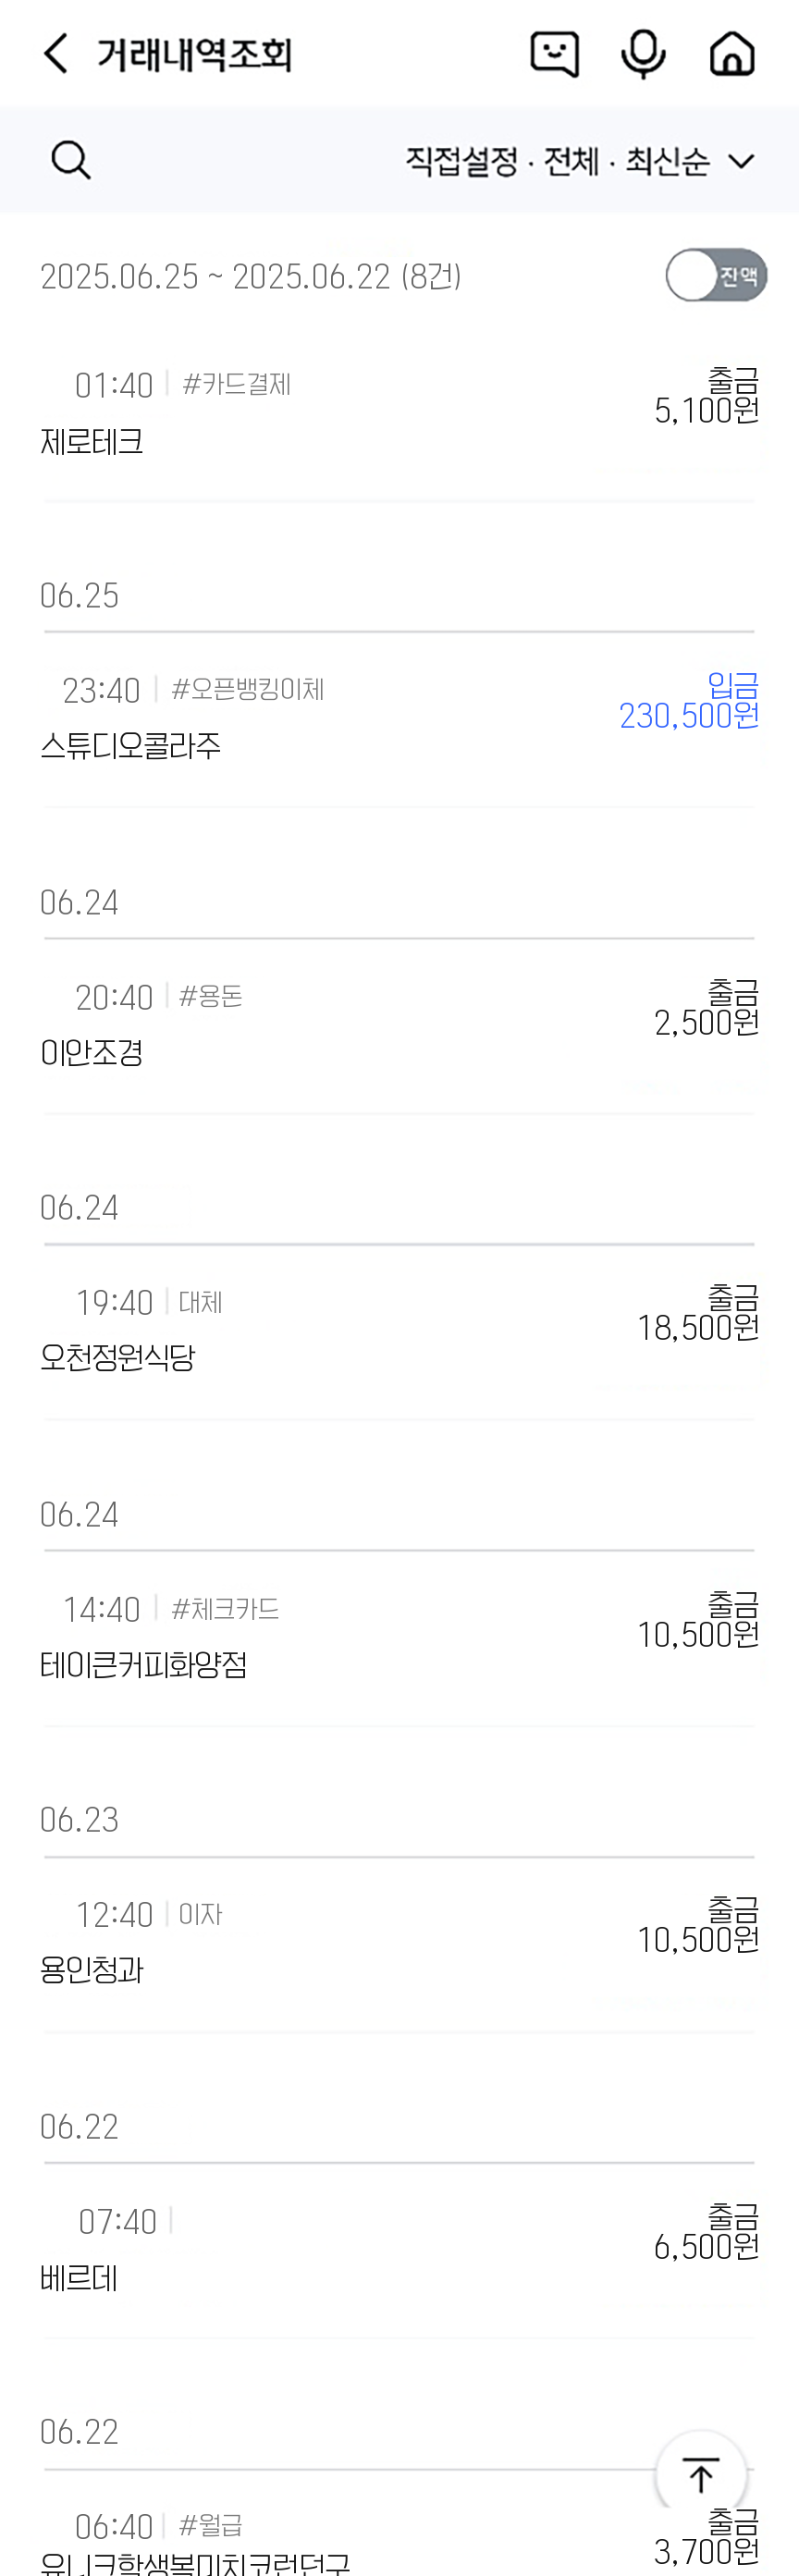 거래내역조회
직접설정 · 전체 · 최신순
2025.06.25 ~ 2025.06.22 (8건)
잔액
01:40 #카드결제
출금
5,100원
제로테크
06.25
23:40 #오픈뱅킹이체
입금
230,500원
스튜디오콜라주
06.24
20:40 #용돈
출금
2,500원
이안조경
06.24
19:40 대체
출금
18,500원
오천정원식당
06.24
14:40 #체크카드
출금
10,500원
테이큰커피화양점
06.23
12:40 이자
출금
10,500원
용인청과
06.22
07:40
출금
6,500원
베르데
06.22
06:40 #월급
출금
3,700원